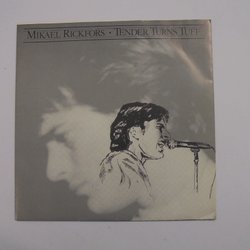 MIKAEL RICKFORS • TENDER TURNS TUFF